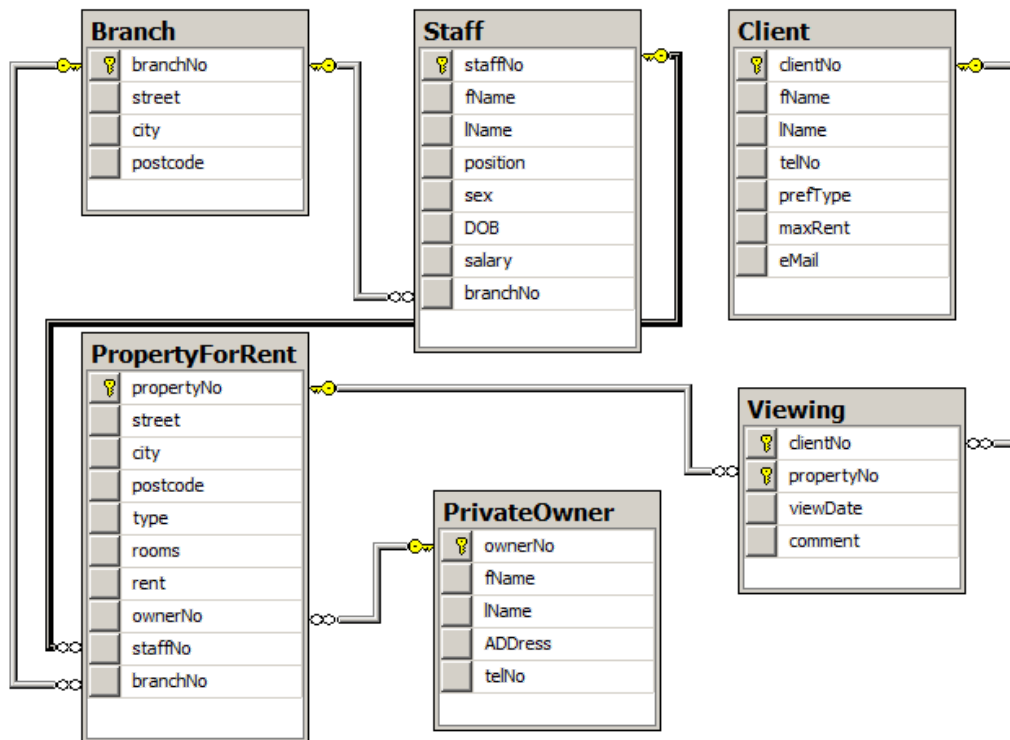 Branch
branchNo
street
city
postcode
Staff
staffNo
fName
lName
position
sex
DOB
salary
branchNo
Client
clientNo
fName
lName
telNo
prefType
maxRent
eMail
PropertyForRent
propertyNo
street
city
postcode
type
rooms
rent
ownerNo
staffNo
branchNo
PrivateOwner
ownerNo
fName
lName
ADDress
telNo
Viewing
clientNo
propertyNo
viewDate
comment